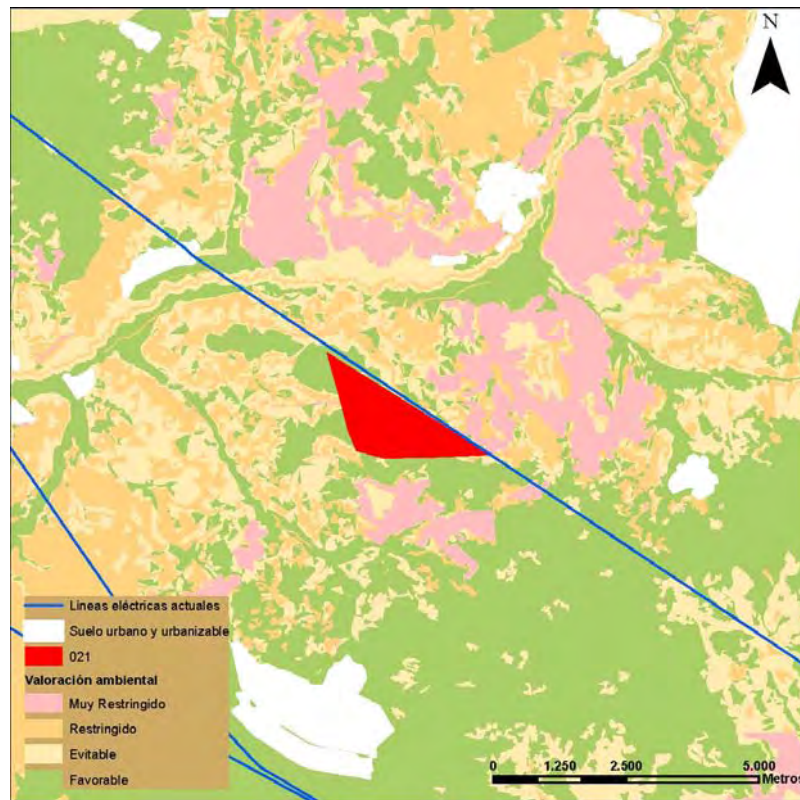 N
Líneas eléctricas actuales
Suelo urbano y urbanizable
021
Valoración ambiental
Muy Restringido
Restringido
Evitable
Favorable
0 1.250 2.500 5.000
Metros